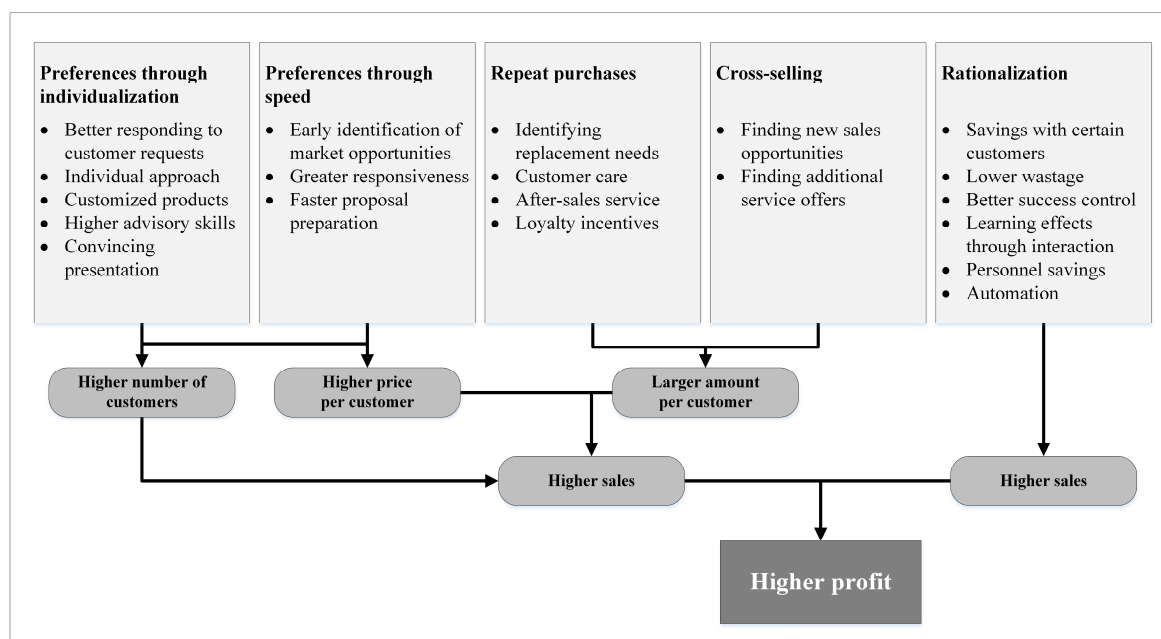 Preferences through
individualization
• Better responding to
customer requests
• Individual approach
• Customized products
• Higher advisory skills
• Convincing
presentation
Preferences through
speed
• Early identification of
market opportunities
• Greater responsiveness
• Faster proposal
preparation
Repeat purchases
• Identifying
replacement needs
• Customer care
• After-sales service
• Loyalty incentives
Cross-selling
• Finding new sales
opportunities
• Finding additional
service offers
Rationalization
• Savings with certain
customers
• Lower wastage
• Better success control
• Learning effects
through interaction
• Personnel savings
• Automation
Higher number of
customers
Higher price
per customer
Larger amount
per customer
Higher sales
Higher sales
Higher profit